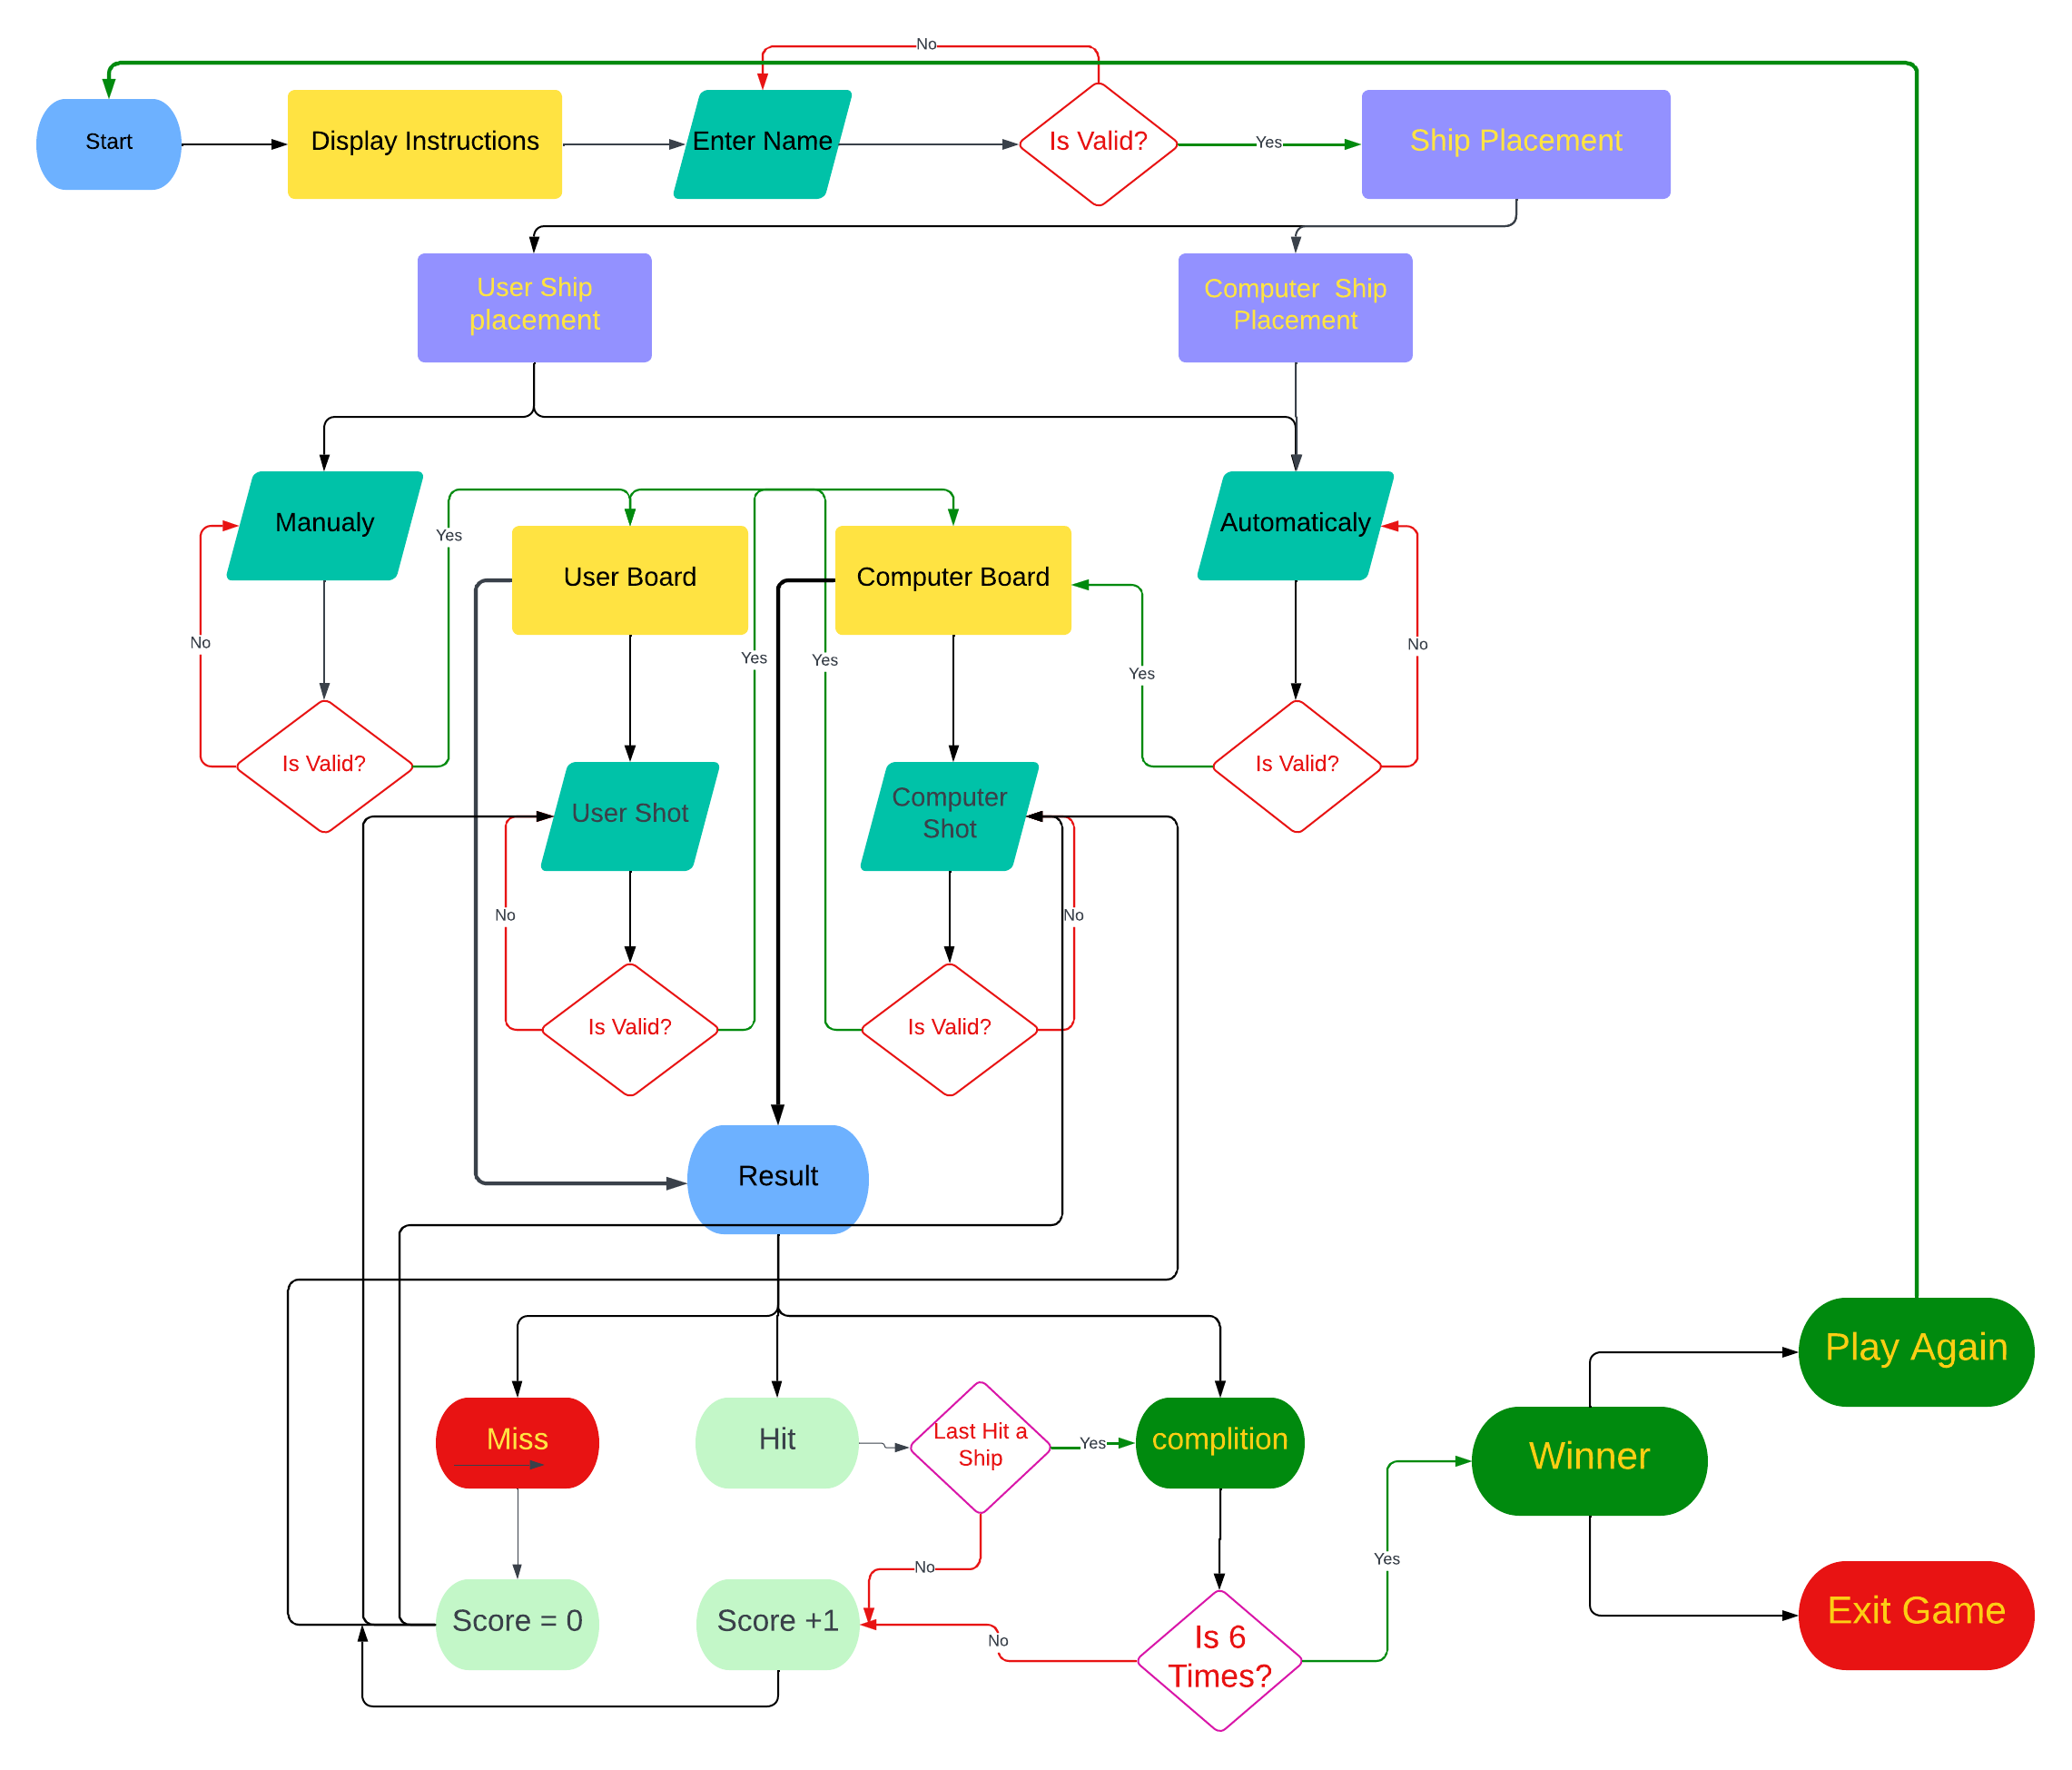 No
Start
Display Instructions
Enter Name
Is Valid?
Yes
Ship Placement
User Ship
placement
Computer  Ship
Placement
Manualy
Yes
User Board
Computer Board
Automaticaly
No
Yes
Yes
Yes
No
Is Valid?
Is Valid?
User Shot
Computer
Shot
No
No
Is Valid?
Is Valid?
Result
Play Again
Miss
Hit
Last Hit a
Ship
Yes
complition
Winner
No
Yes
Score = 0
Score +1
No
Is 6
Times?
Exit Game